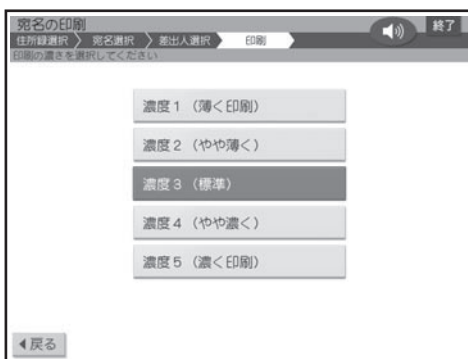 宛名の印刷
終了
住所録選択 宛名選択 差出人選択 印刷
印刷の濃さを選択してください
濃度1 (薄く印刷)
濃度2 (やや薄く)
濃度3 (標準)
濃度4 (やや濃く)
濃度5 (濃く印刷)
戻る